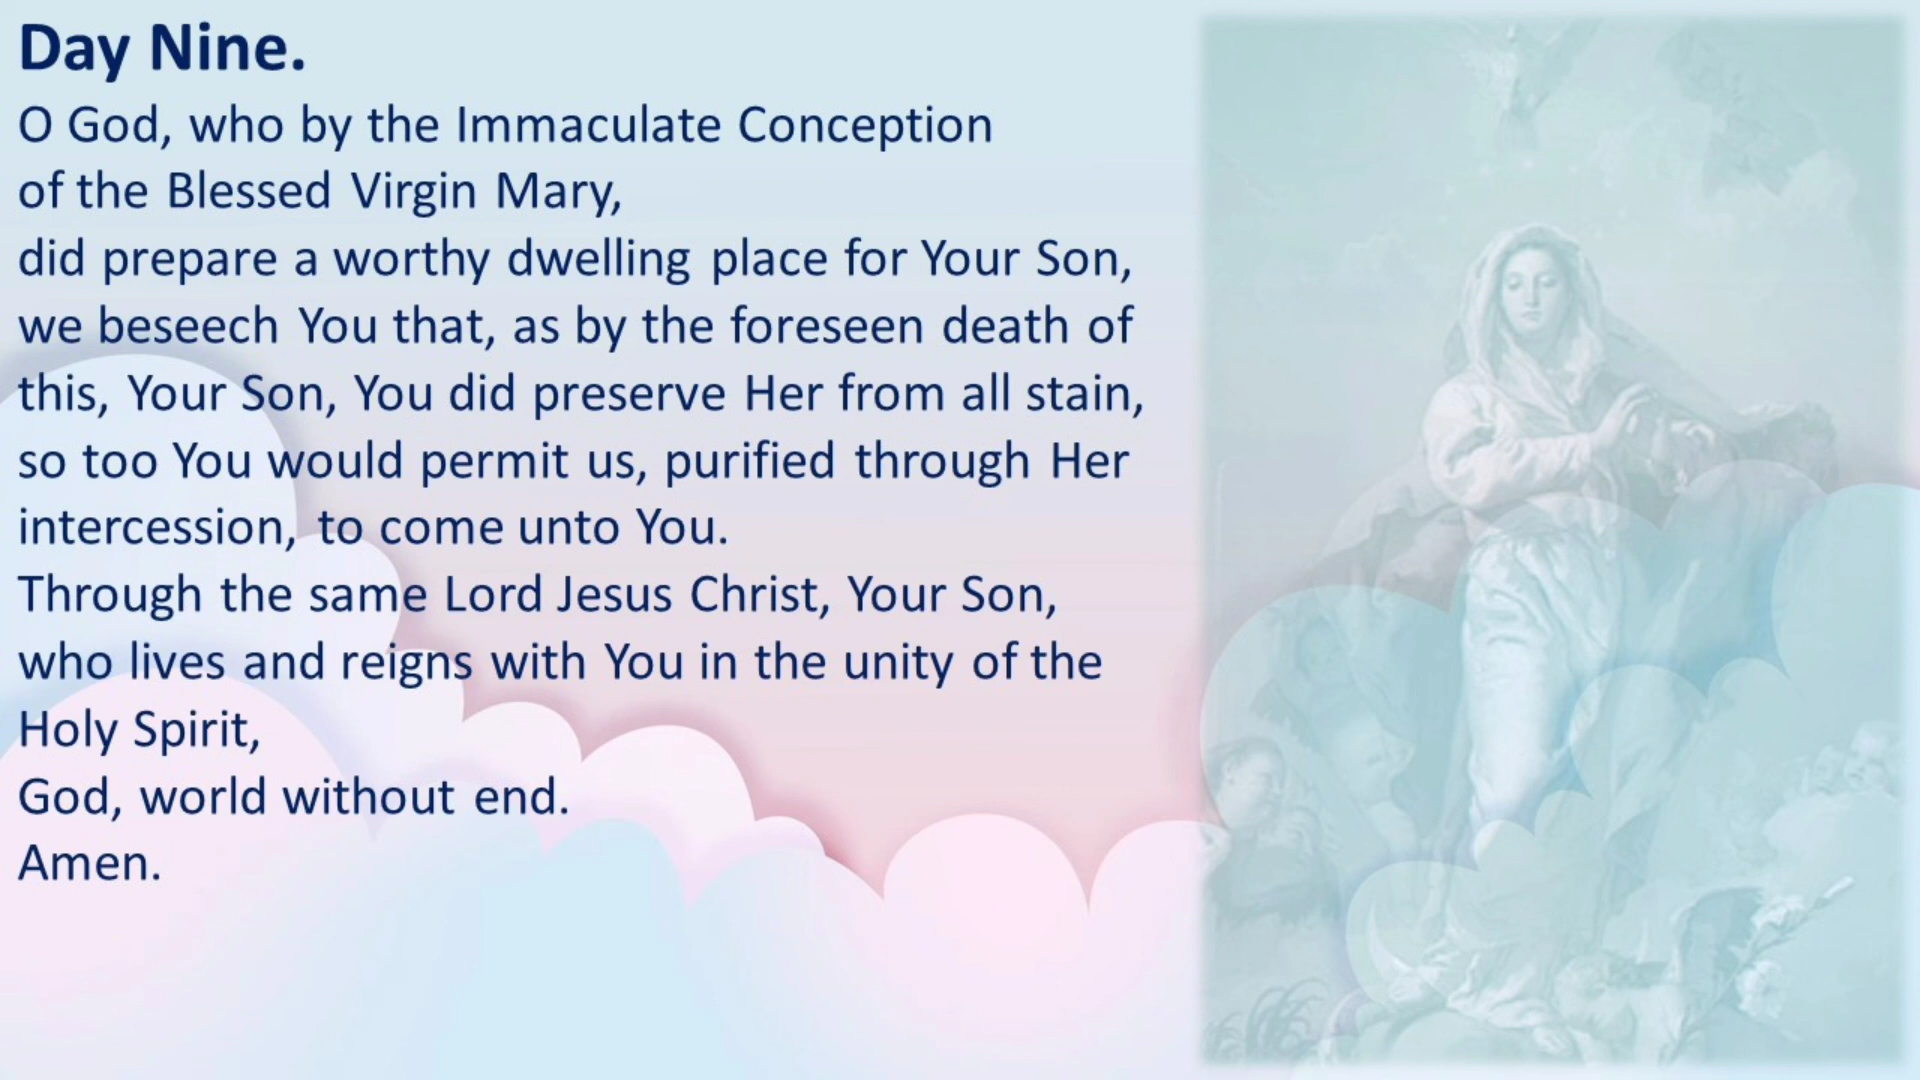 Day Nine.
O God, who by the Immaculate Conception
of the Blessed Virgin Mary,
did prepare a worthy dwelling place for Your Son,
we beseech You that, as by the foreseen death of
this, Your Son, You did preserve Her from all stain,
so too You would permit us, purified through Her
intercession, to come unto You.
Through the same Lord Jesus Christ, Your Son,
who lives and reigns with You in the unity of the
Holy Spirit,
God, world without end.
Amen.